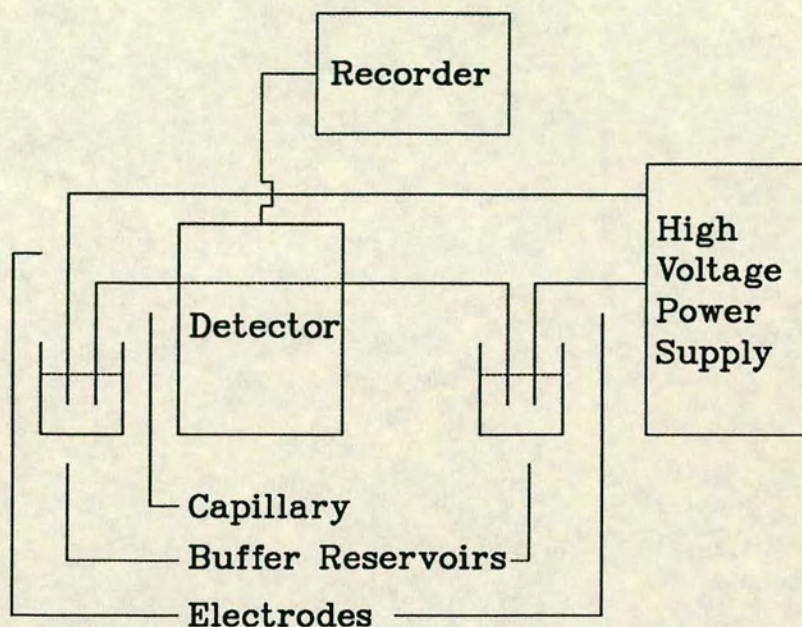 Recorder
High
Voltage
Power
Supply
Detector
Capillary
Buffer Reservoirs
Electrodes